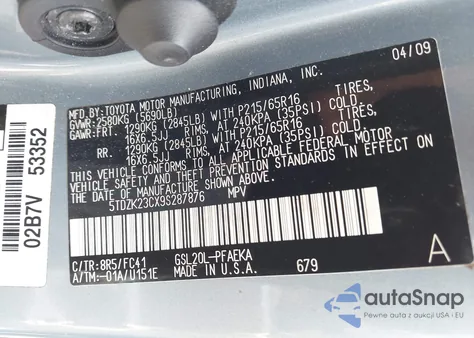 04/09
MFD. BY: TOYOTA MOTOR MANUFACTURING, INDIANA, INC.
GVWR: 2580KG (5690LB)
GAWR: FRT. 1290KG (2845LB) WITH P215/65R16 TIRES,
16X6.5J RIMS, AT 240KPA (35PSI) COLD.
RR. 1290KG (2845LB) WITH P215/65R16 TIRES,
16X6.5J RIMS, AT 240KPA (35PSI) COLD.
THIS VEHICLE CONFORMS TO ALL APPLICABLE FEDERAL MOTOR
VEHICLE SAFETY AND THEFT PREVENTION STANDARDS IN EFFECT ON
THE DATE OF MANUFACTURE SHOWN ABOVE.
5TDZK23CX9S287876 MPV
C/TR: 8R5/FC41 GSL20L-PFAEKA A
A/TM:-01A/U151E MADE IN U.S.A. 679
02B7V 53352
autoSnap
Pewne auta z aukcji USA i EU